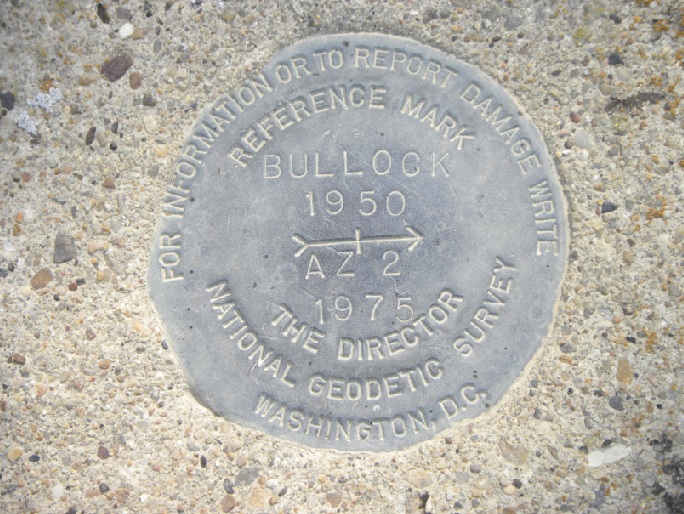 FOR INFORMATION OR TO REPORT DAMAGE WRITE
REFERENCE MARK
BULLOCK
1950
AZ 2
1975
THE DIRECTOR
NATIONAL GEODETIC SURVEY
WASHINGTON, D.C.